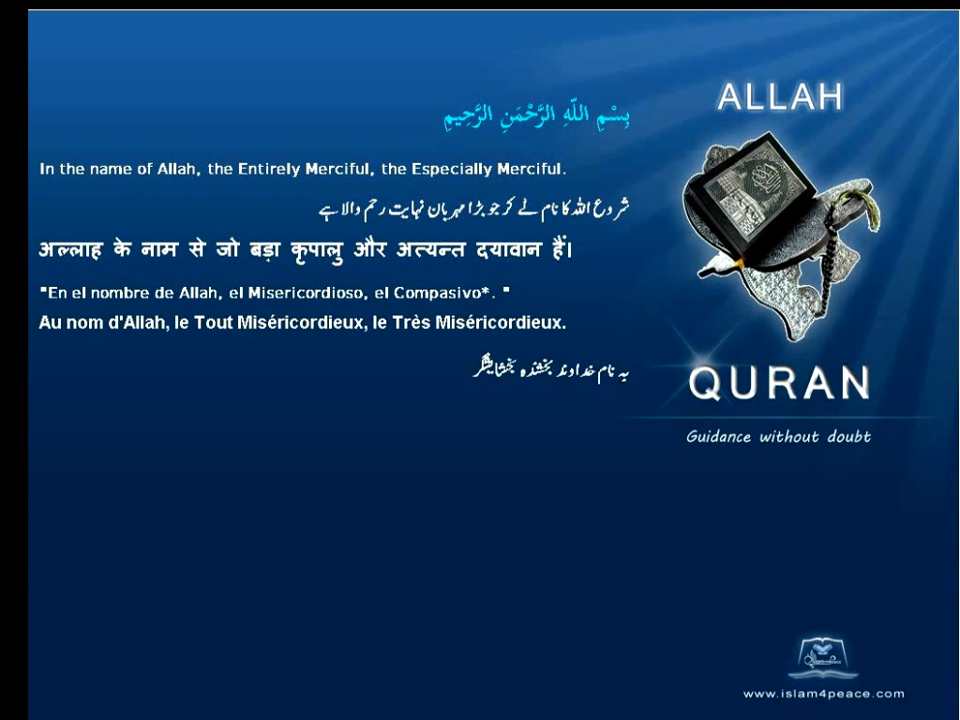 بِسْمِ اللّهِ الرَّحْمَنِ الرَّحِيمِ
In the name of Allah, the Entirely Merciful, the Especially Merciful.
شروع الله کا نام لے کر جو بڑا مہربان نہایت رحم والا ہے
अल्लाह के नाम से जो बड़ा कृपालु और अत्यन्त दयावान हैं।
"En el nombre de Allah, el Misericordioso, el Compasivo*. "
Au nom d'Allah, le Tout Miséricordieux, le Très Miséricordieux.
به نام خداوند بخشنده بخشایشگر
ALLAH
QURAN
Guidance without doubt
www.islam4peace.com